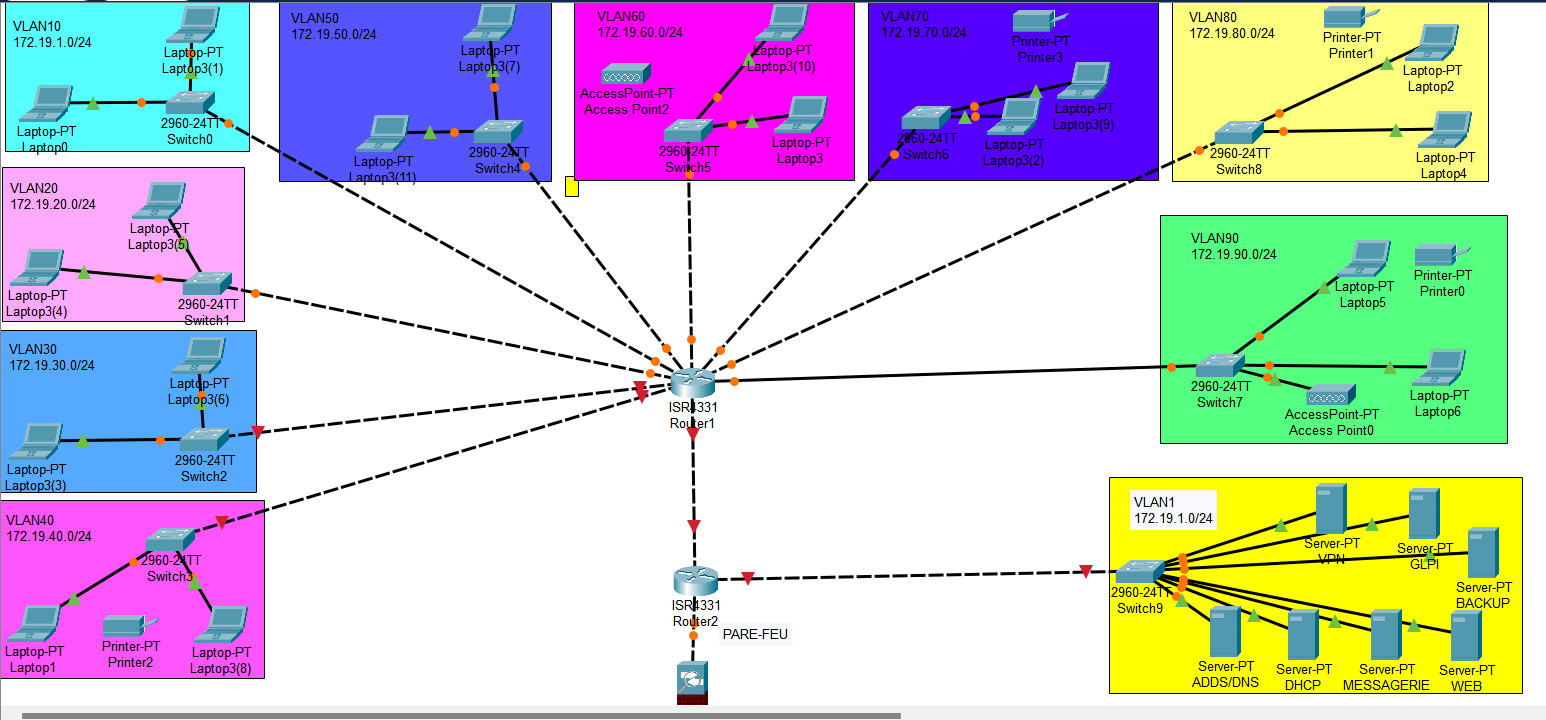 VLAN10
172.19.1.0/24
Laptop-PT
Laptop3(1)
Laptop-PT
Laptop0
2960-24TT
Switch0
VLAN50
172.19.50.0/24
Laptop-PT
Laptop3(7)
Laptop-PT
Laptop3(11)
2960-24TT
Switch4
VLAN60
172.19.60.0/24
Laptop-PT
Laptop3(10)
AccessPoint-PT
Access Point2
2960-24TT
Switch5
Laptop-PT
Laptop3
VLAN70
172.19.70.0/24
Printer-PT
Printer3
Laptop-PT
Laptop3(9)
2960-24TT
Switch6
Laptop-PT
Laptop3(2)
VLAN80
172.19.80.0/24
Printer-PT
Printer1
Laptop-PT
Laptop2
2960-24TT
Switch8
Laptop-PT
Laptop4
VLAN20
172.19.20.0/24
Laptop-PT
Laptop3(5)
Laptop-PT
Laptop3(4)
2960-24TT
Switch1
VLAN90
172.19.90.0/24
Laptop-PT
Laptop5
Printer-PT
Printer0
2960-24TT
Switch7
AccessPoint-PT
Access Point0
Laptop-PT
Laptop6
VLAN30
172.19.30.0/24
Laptop-PT
Laptop3(6)
Laptop-PT
Laptop3(3)
2960-24TT
Switch2
ISR4331
Router1
VLAN40
172.19.40.0/24
2960-24TT
Switch3
Laptop-PT
Laptop1
Printer-PT
Printer2
Laptop-PT
Laptop3(8)
ISR4331
Router2
PARE-FEU
VLAN1
172.19.1.0/24
Server-PT
VPN
Server-PT
GLPI
Server-PT
BACKUP
2960-24TT
Switch9
Server-PT
ADDS/DNS
Server-PT
DHCP
Server-PT
MESSAGERIE
Server-PT
WEB